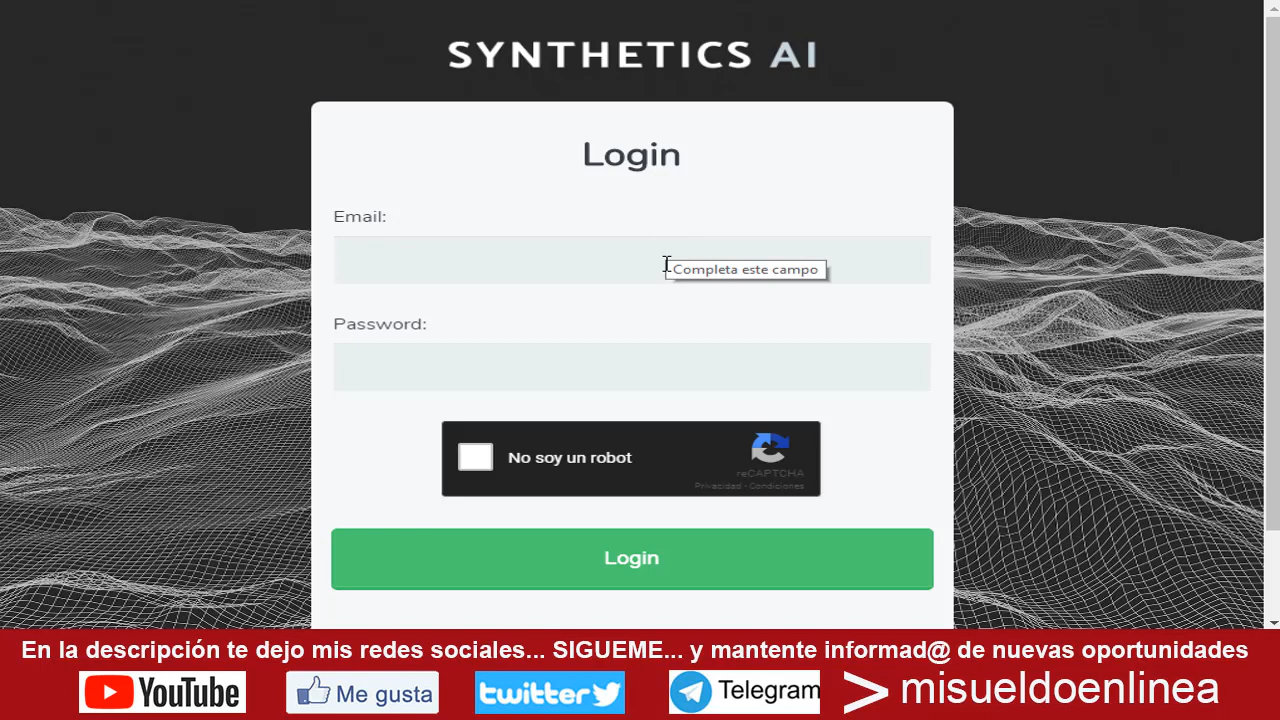 SYNTHETICS AI
Login
Email:
Completa este campo
Password:
No soy un robot
reCAPTCHA
Privacidad - Condiciones
Login
En la descripción te dejo mis redes sociales... SIGUEME... y mantente informad@ de nuevas oportunidades
YouTube
Me gusta
twitter
Telegram
> misueldoenlinea